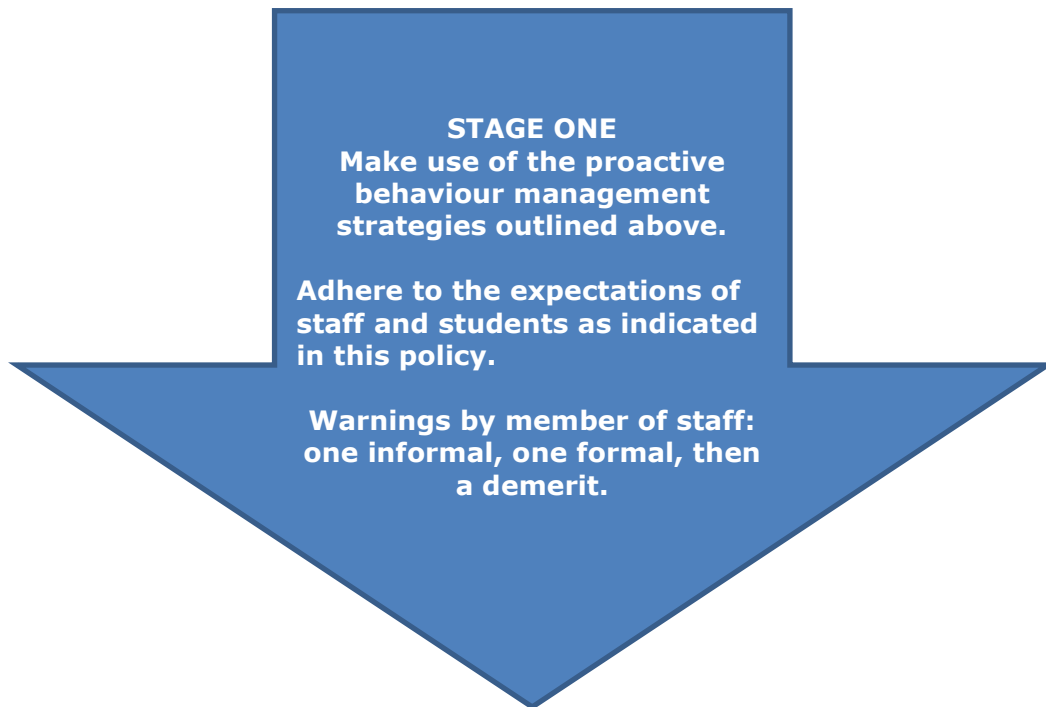 STAGE ONE
Make use of the proactive
behaviour management
strategies outlined above.
Adhere to the expectations of
staff and students as indicated
in this policy.
Warnings by member of staff:
one informal, one formal, then
a demerit.